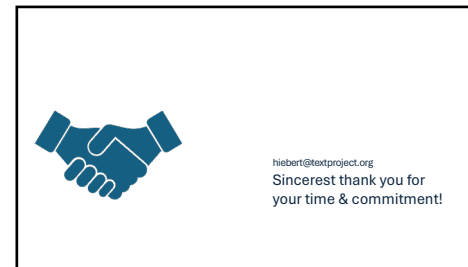 hiebert@textproject.org
Sincerest thank you for
your time & commitment!